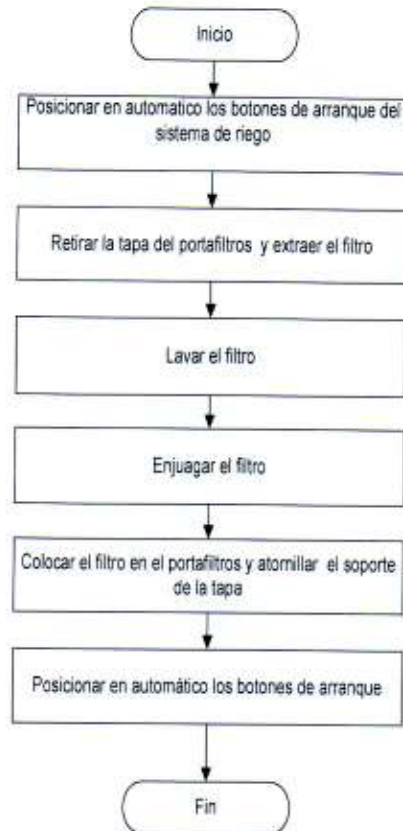 Inicio
Posicionar en automatico los botones de arranque del
sistema de riego
Retirar la tapa del portafiltros y extraer el filtro
Lavar el filtro
Enjuagar el filtro
Colocar el filtro en el portafiltros y atornillar el soporte
de la tapa
Posicionar en automático los botones de arranque
Fin